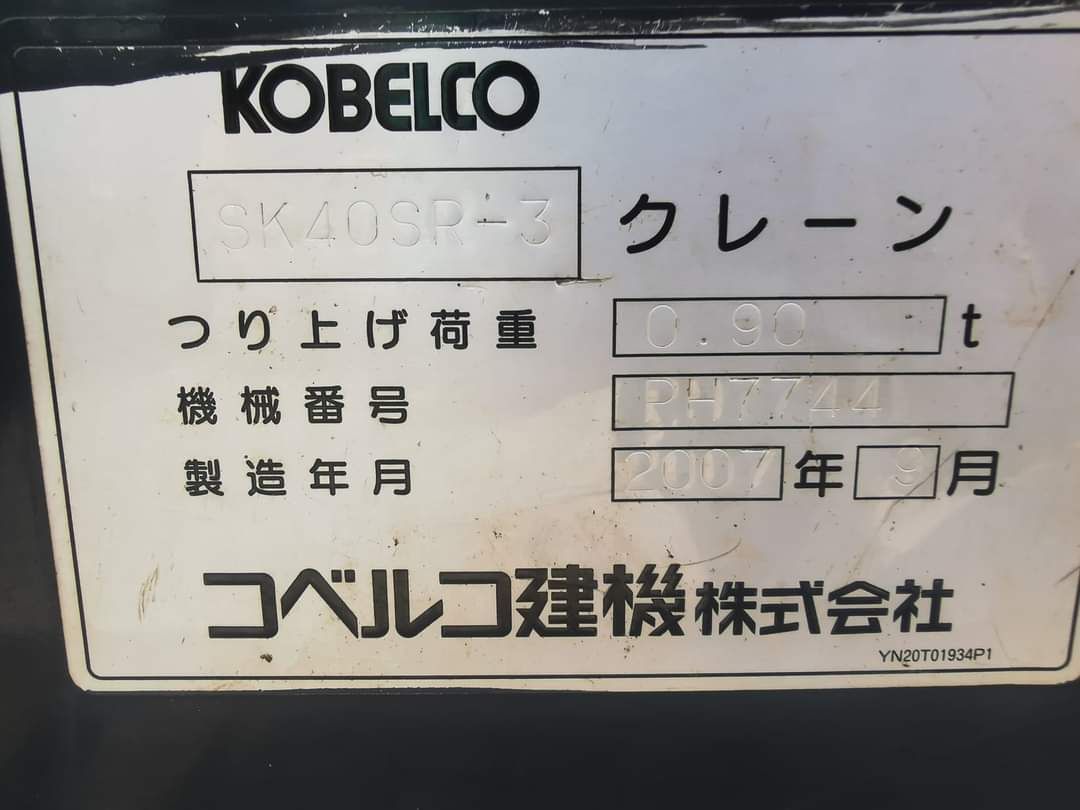 KOBELCO
SK40SR-3 クレーン
つり上げ荷重 0.90 t
機械番号 PH7744
製造年月 2007年 9月
コベルコ建機株式会社
YN20T01934P1